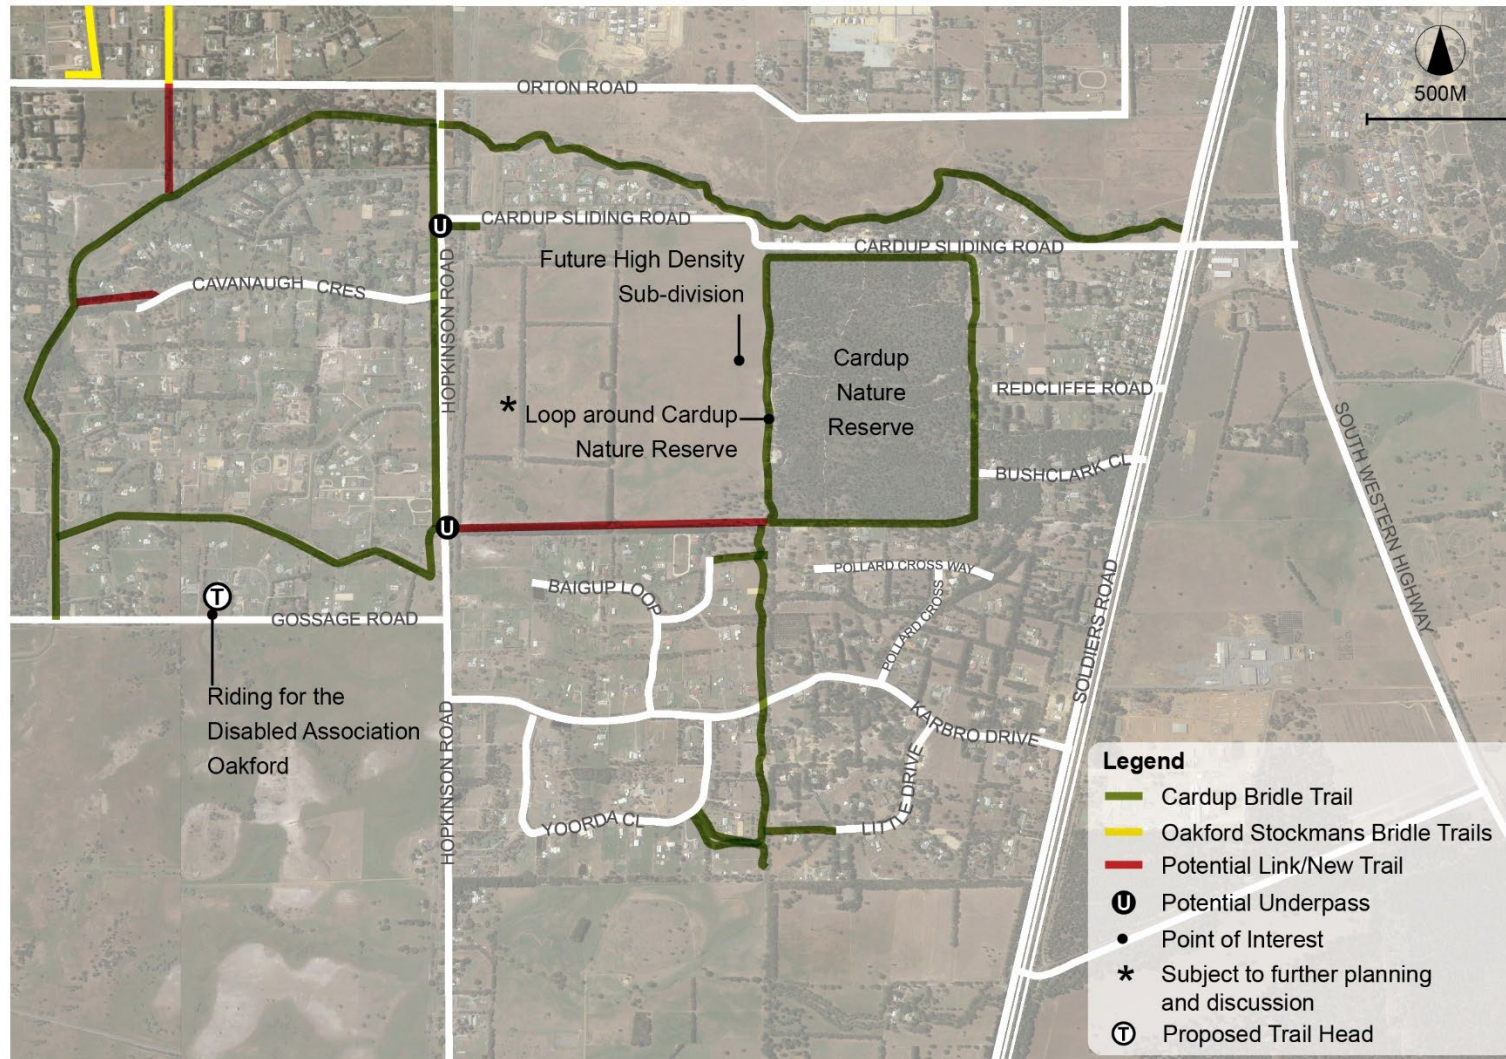 ORTON ROAD
500M
CARDUP SLIDING ROAD
CARDUP SLIDING ROAD
U
Future High Density
Sub-division
CAVANAUGH CRES
HOPKINSON ROAD
Cardup
Nature
Reserve
REDCLIFFE ROAD
* Loop around Cardup
Nature Reserve
SOUTH WESTERN HIGHWAY
BUSHCLARK CL
U
POLLARD CROSS WAY
BAIGUP LOOP
POLLARD CROSS
T
GOSSAGE ROAD
SOLDIERS ROAD
Riding for the
Disabled Association
Oakford
HOPKINSON ROAD
KARBRO DRIVE
LITTLE DRIVE
YOORDA CL
Legend
Cardup Bridle Trail
Oakford Stockmans Bridle Trails
Potential Link/New Trail
U Potential Underpass
Point of Interest
* Subject to further planning
and discussion
T Proposed Trail Head